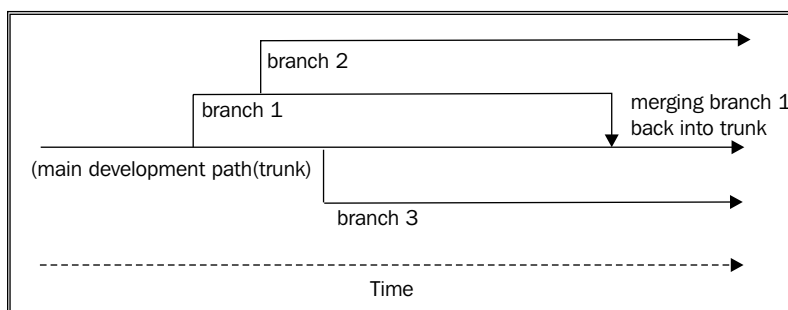 branch 2
branch 1
merging branch 1
back into trunk
(main development path(trunk)
branch 3
Time